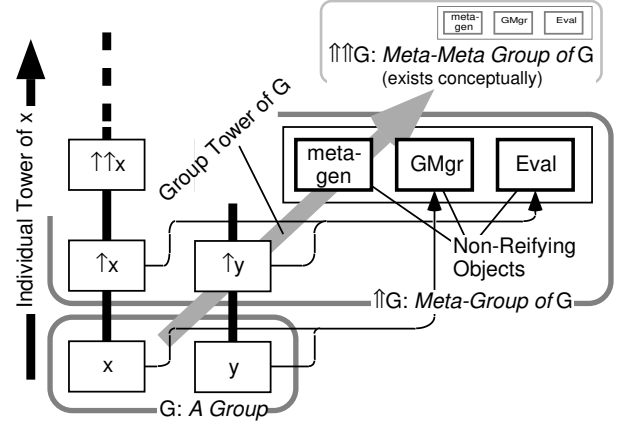 meta-
gen
GMgr
Eval
⇑⇑G: Meta-Meta Group of G
(exists conceptually)
Individual Tower of x
Group Tower of G
meta-
gen
GMgr
Eval
↑↑x
↑x
↑y
Non-Reifying
Objects
⇑G: Meta-Group of G
x
y
G: A Group